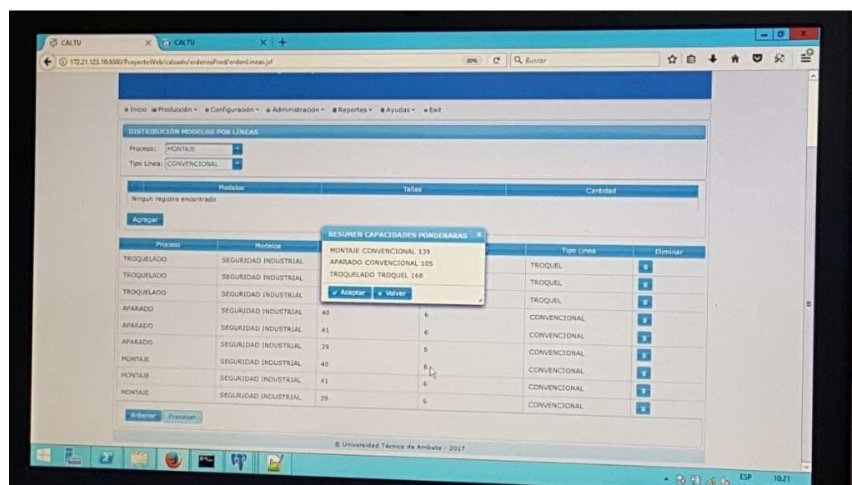 CALTU
CALTU
172.21.123.16:8080/ProyectoWeb/calzado/ordenesProd/ordenLineas.jsf
80%
Buscar
Inicio Producción Configuración Administración Reportes Ayudas Exit
DISTRIBUCIÓN MODELOS POR LÍNEAS
Proceso: MONTAJE
Tipo Linea: CONVENCIONAL
Modelos Tallas Cantidad
Ningun registro encontrado
Agregar
RESUMEN CAPACIDADES PONDERARAS
MONTAJE CONVENCIONAL 139
APARADO CONVENCIONAL 105
TROQUELADO TROQUEL 168
Aceptar Volver
Proceso Modelos Tipo Linea Eliminar
TROQUELADO SEGURIDAD INDUSTRIAL TROQUEL
TROQUELADO SEGURIDAD INDUSTRIAL TROQUEL
TROQUELADO SEGURIDAD INDUSTRIAL TROQUEL
APARADO SEGURIDAD INDUSTRIAL 40 6 CONVENCIONAL
APARADO SEGURIDAD INDUSTRIAL 41 6 CONVENCIONAL
APARADO SEGURIDAD INDUSTRIAL 39 6 CONVENCIONAL
MONTAJE SEGURIDAD INDUSTRIAL 40 6 CONVENCIONAL
MONTAJE SEGURIDAD INDUSTRIAL 41 6 CONVENCIONAL
MONTAJE SEGURIDAD INDUSTRIAL 39 6 CONVENCIONAL
Anterior Procesar
© Universidad Técnica de Ambato - 2017
ESP 10:21